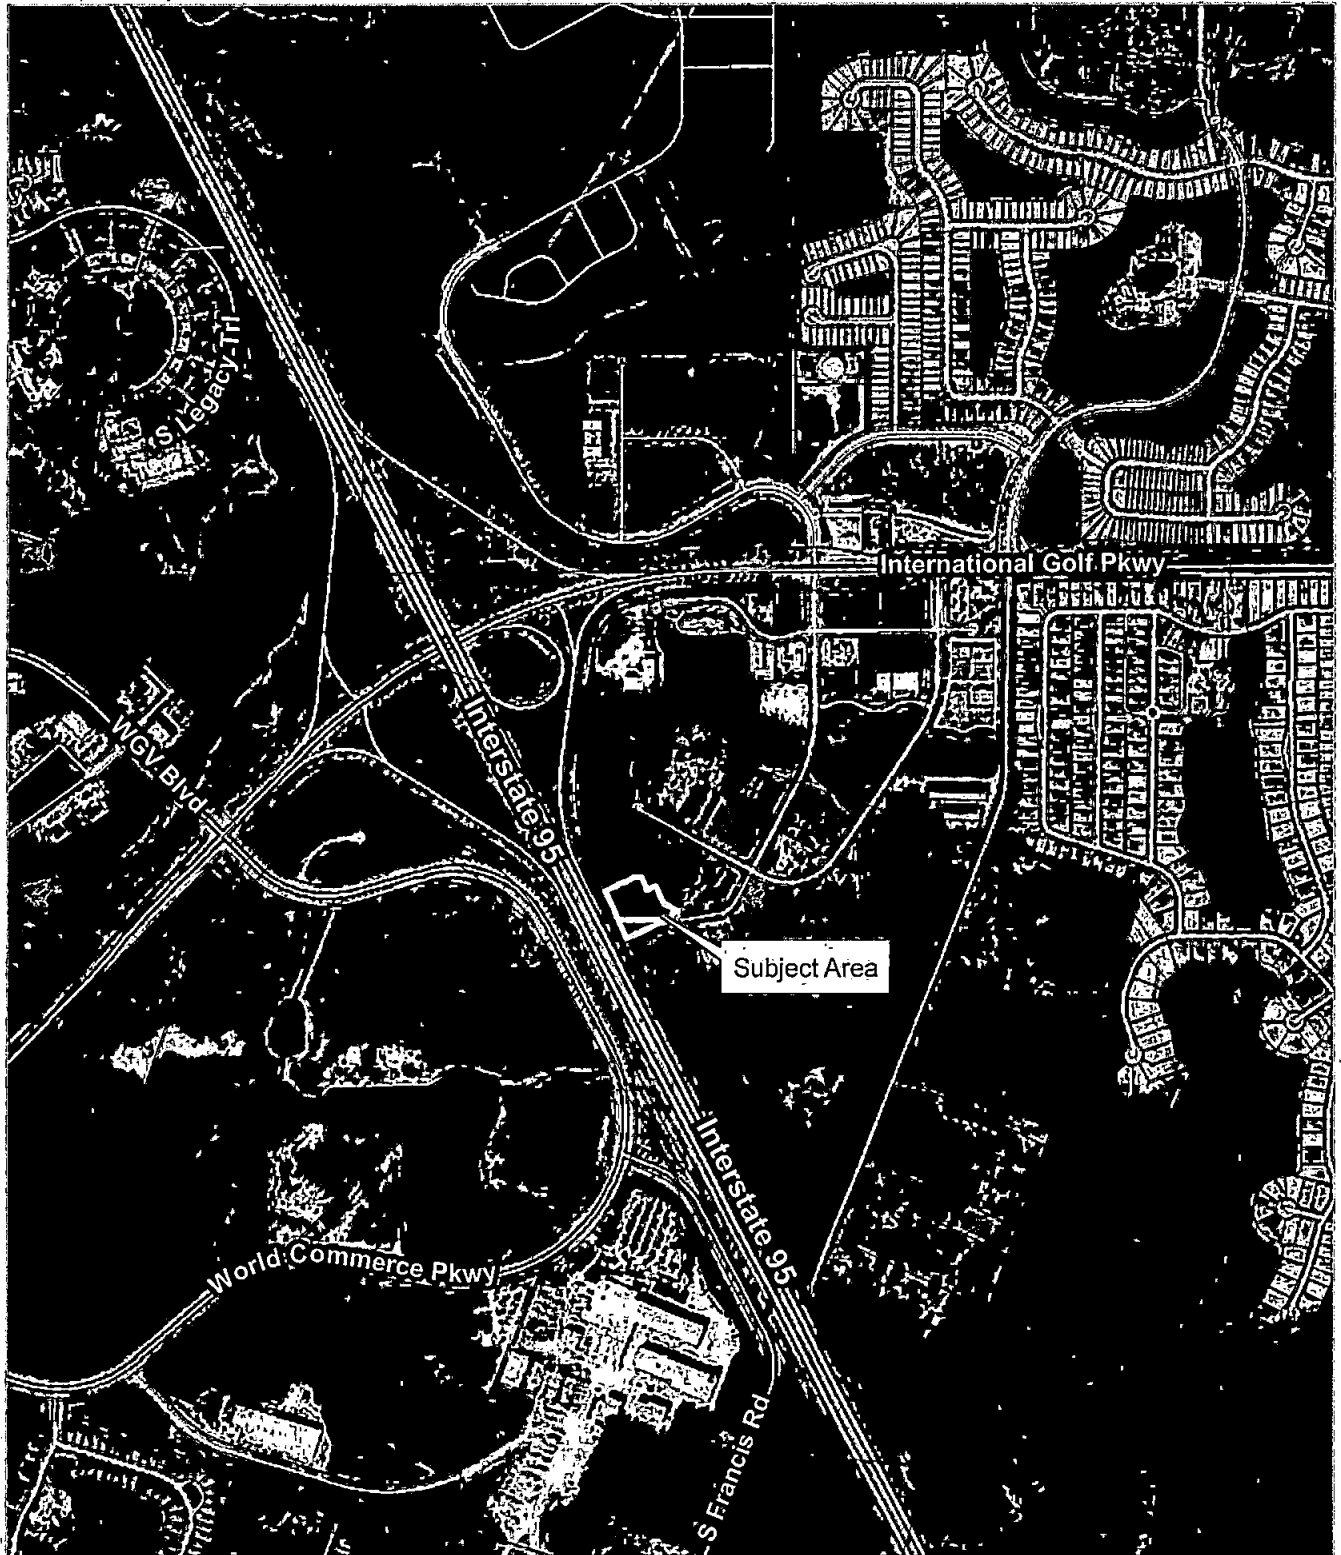 S Legacy Trl
International Golf Pkwy
Interstate 95
WGV Blvd
Subject Area
Interstate 95
World Commerce Pkwy
S Francis Rd